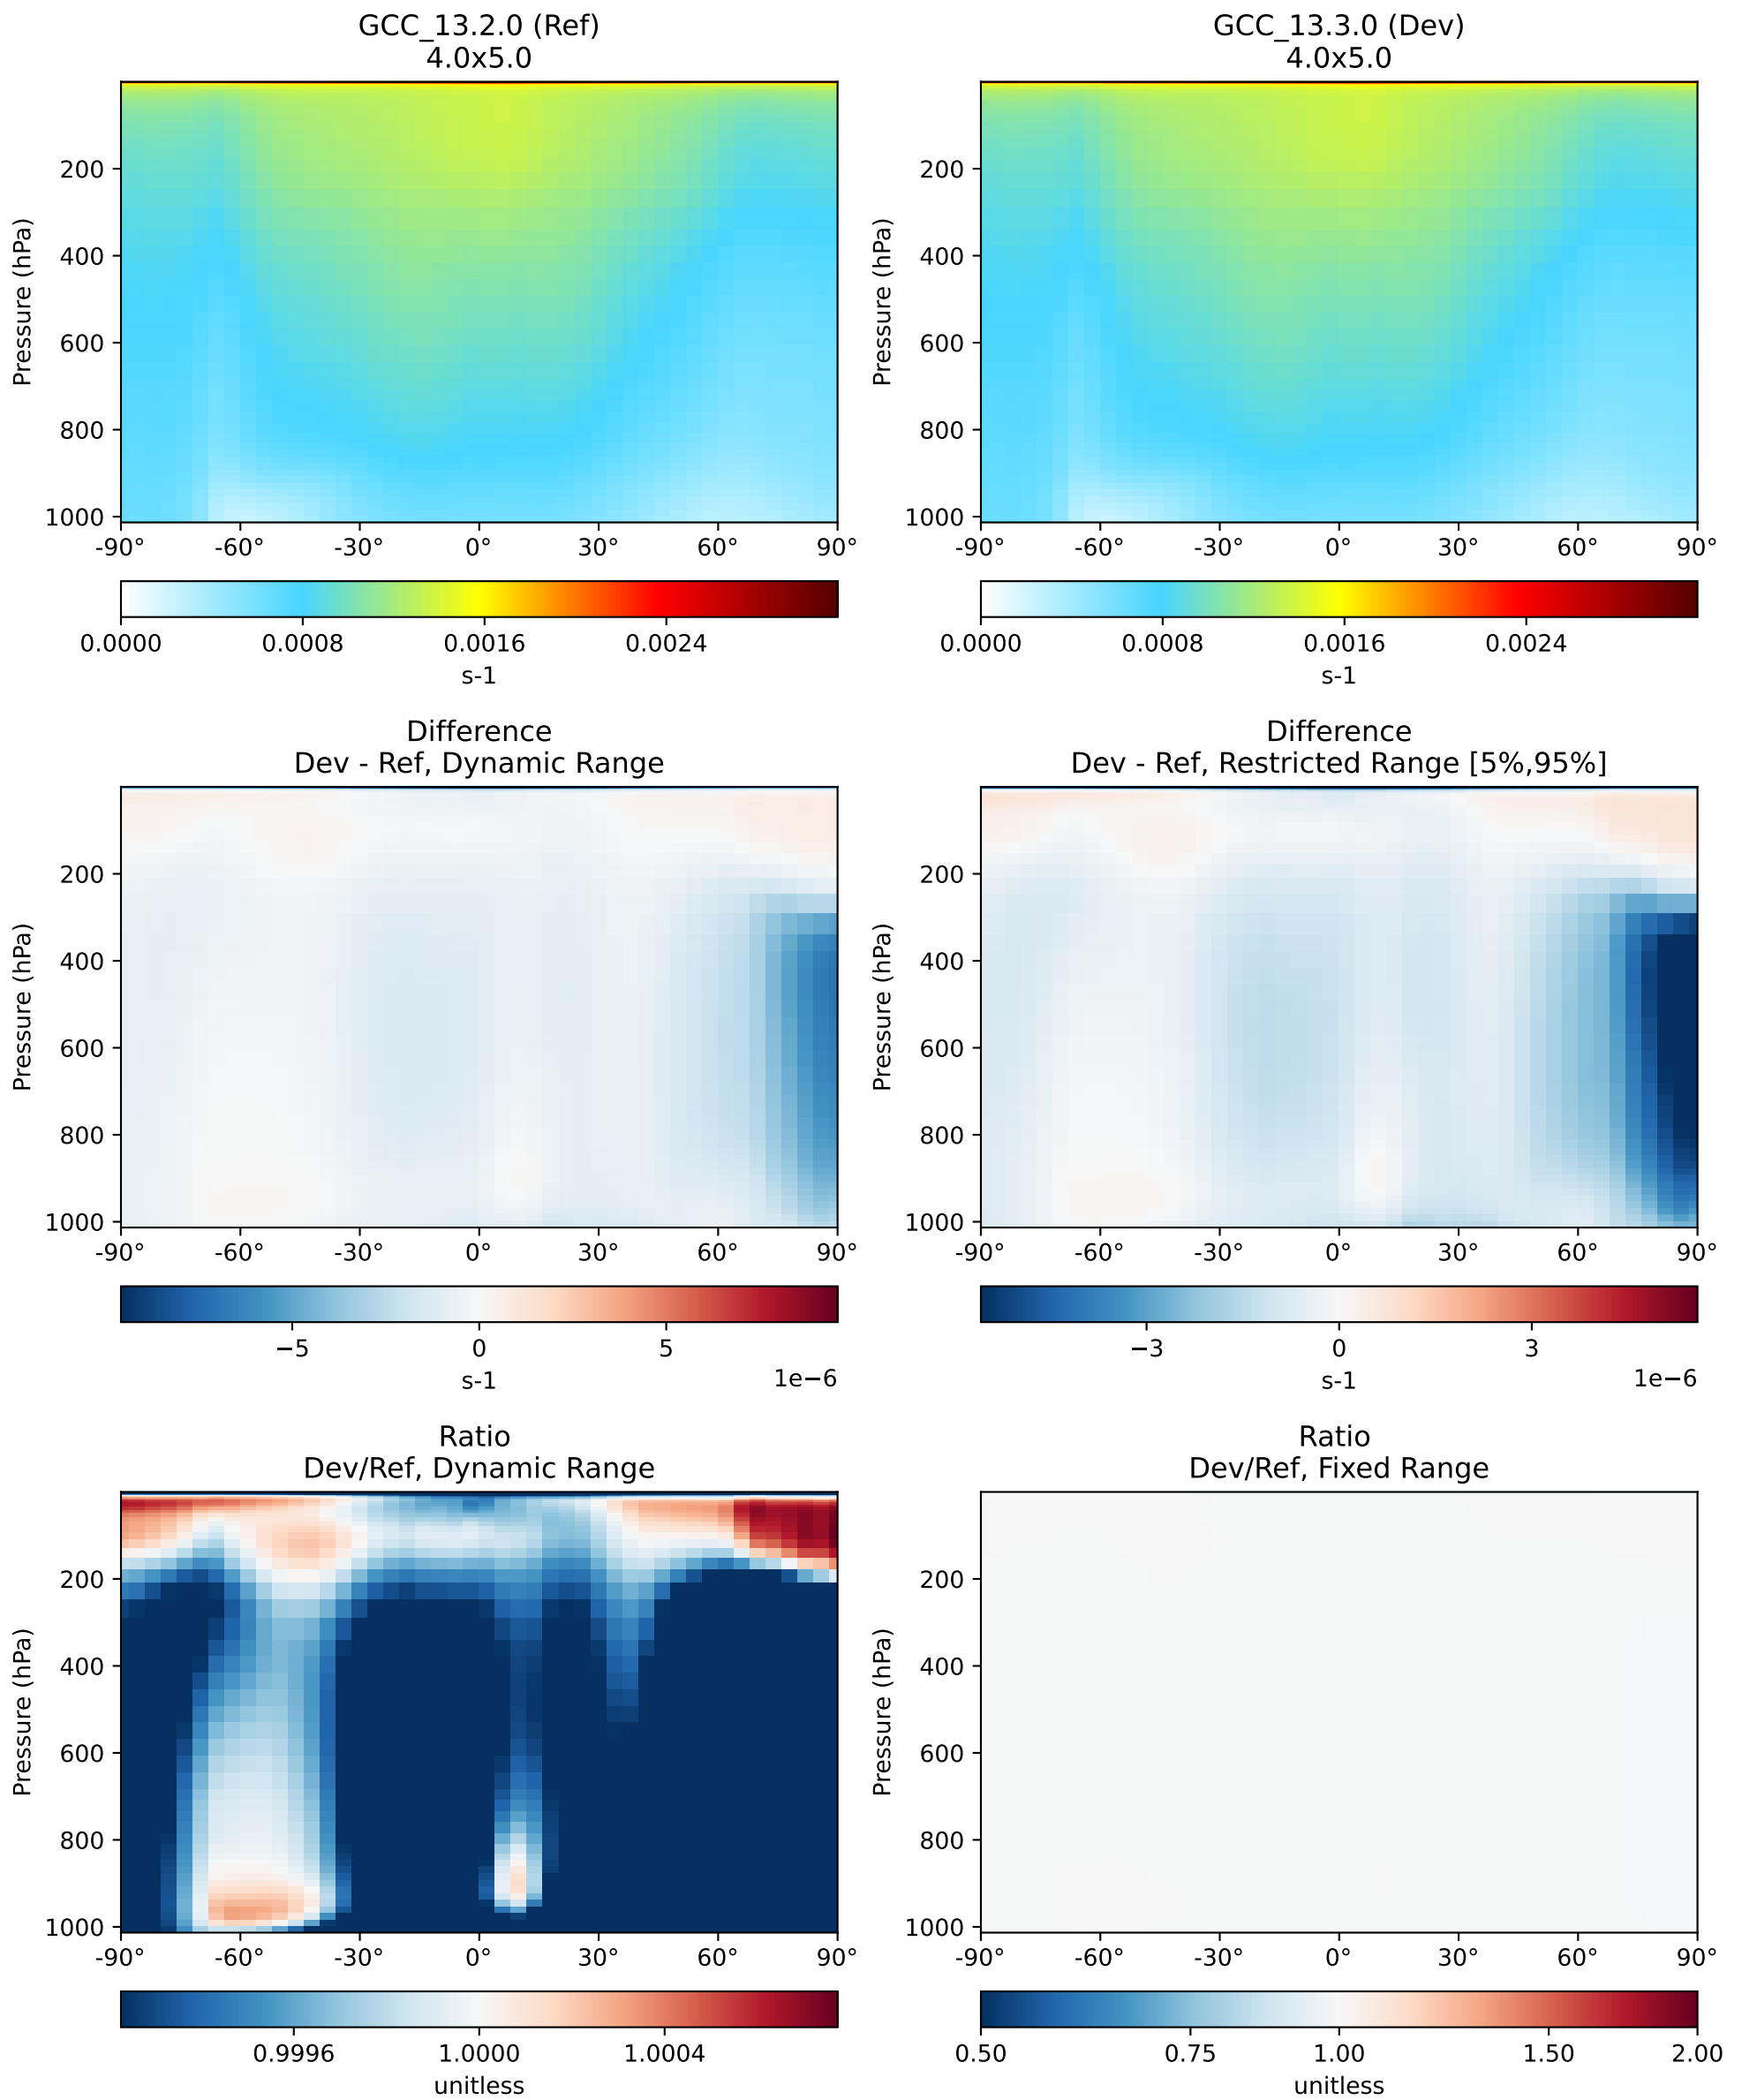 GCC_13.2.0 (Ref)
4.0x5.0
Pressure (hPa)
200
400
600
800
1000
-90° -60° -30° 0° 30° 60° 90°
0.0000 0.0008 0.0016 0.0024
s-1
GCC_13.3.0 (Dev)
4.0x5.0
Pressure (hPa)
200
400
600
800
1000
-90° -60° -30° 0° 30° 60° 90°
0.0000 0.0008 0.0016 0.0024
s-1
Difference
Dev - Ref, Dynamic Range
Pressure (hPa)
200
400
600
800
1000
-90° -60° -30° 0° 30° 60° 90°
−5 0 5
s-1
1e−6
Difference
Dev - Ref, Restricted Range [5%,95%]
Pressure (hPa)
200
400
600
800
1000
-90° -60° -30° 0° 30° 60° 90°
−3 0 3
s-1
1e−6
Ratio
Dev/Ref, Dynamic Range
Pressure (hPa)
200
400
600
800
1000
-90° -60° -30° 0° 30° 60° 90°
0.9996 1.0000 1.0004
unitless
Ratio
Dev/Ref, Fixed Range
Pressure (hPa)
200
400
600
800
1000
-90° -60° -30° 0° 30° 60° 90°
0.50 0.75 1.00 1.50 2.00
unitless